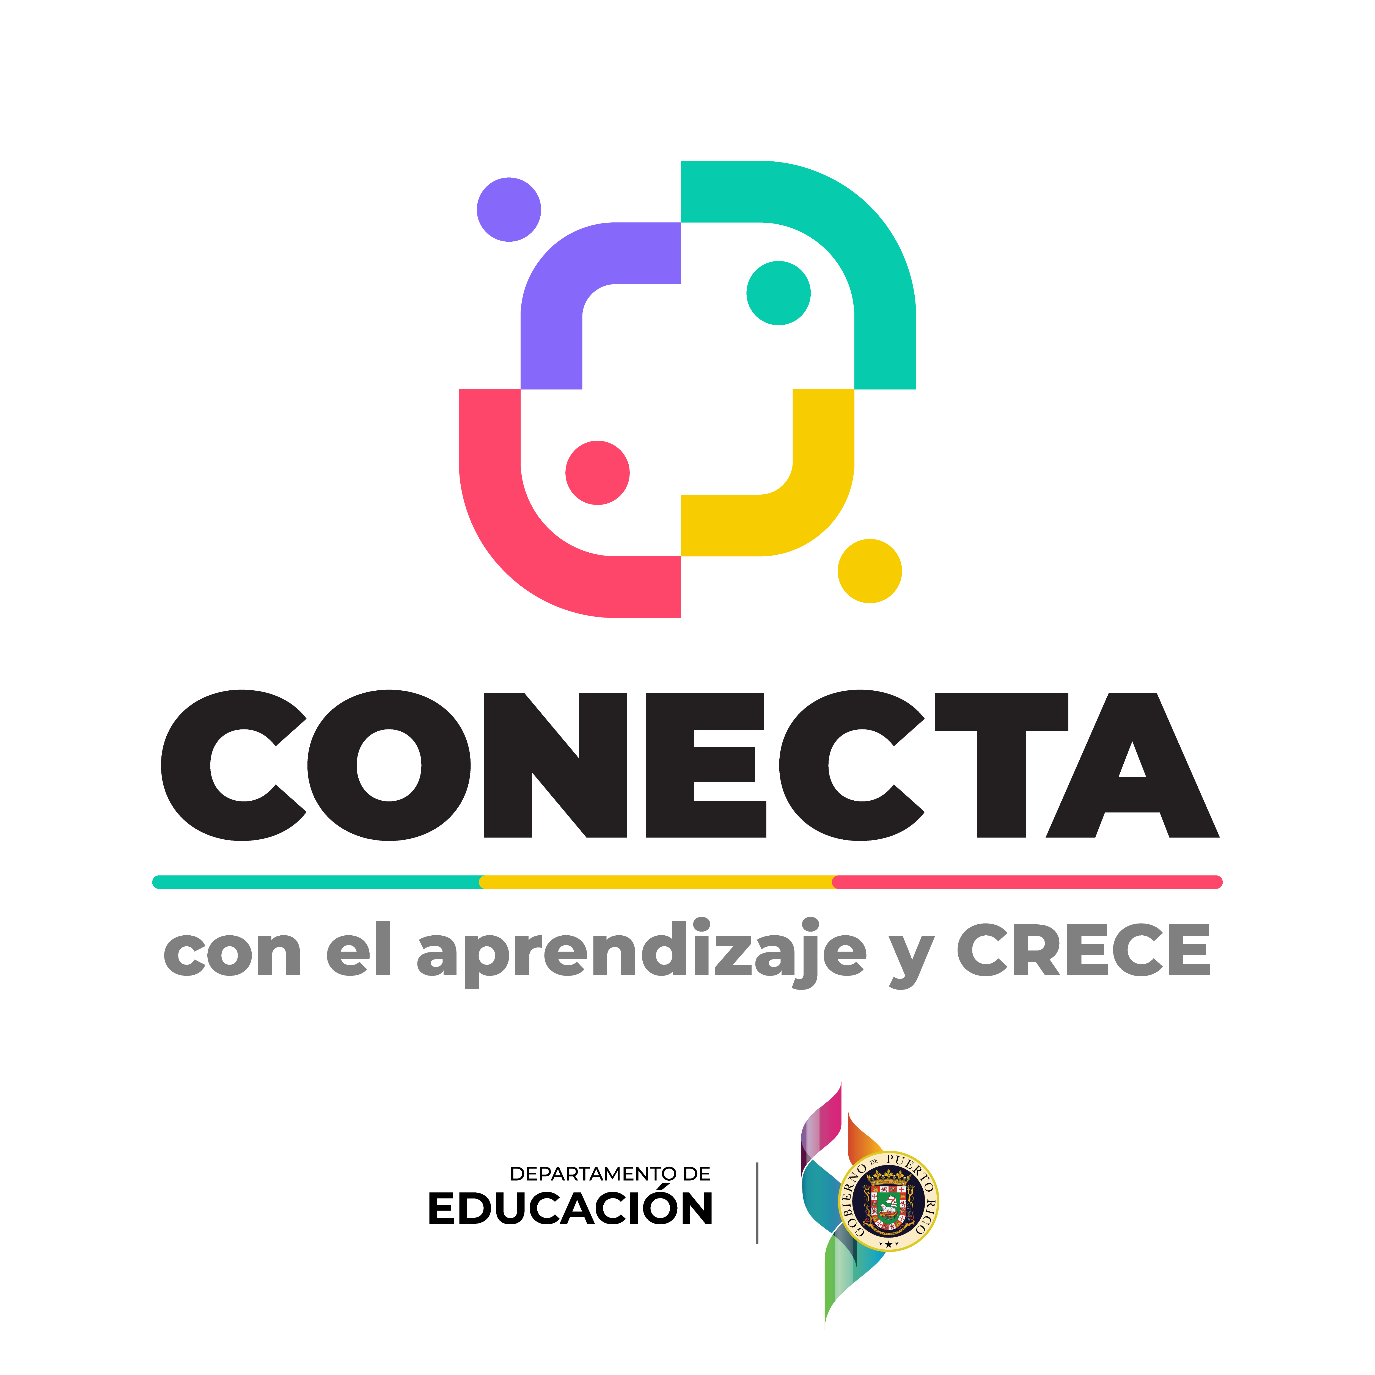 CONECTA
con el aprendizaje y CRECE
DEPARTAMENTO DE
EDUCACIÓN
GOBIERNO DE PUERTO RICO